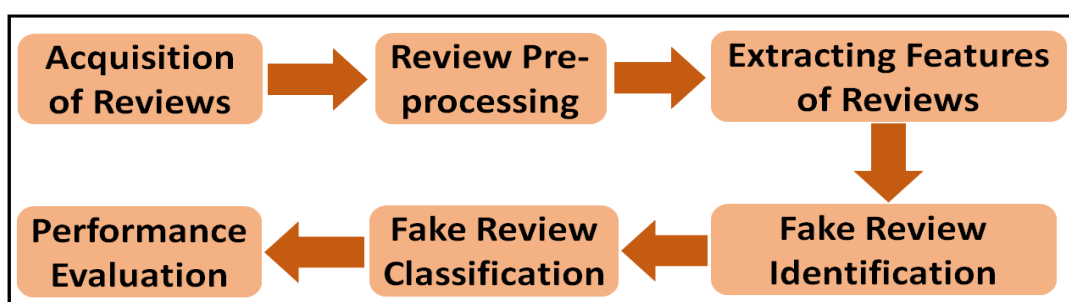 Acquisition
of Reviews
Review Pre-
processing
Extracting Features
of Reviews
Fake Review
Identification
Fake Review
Classification
Performance
Evaluation